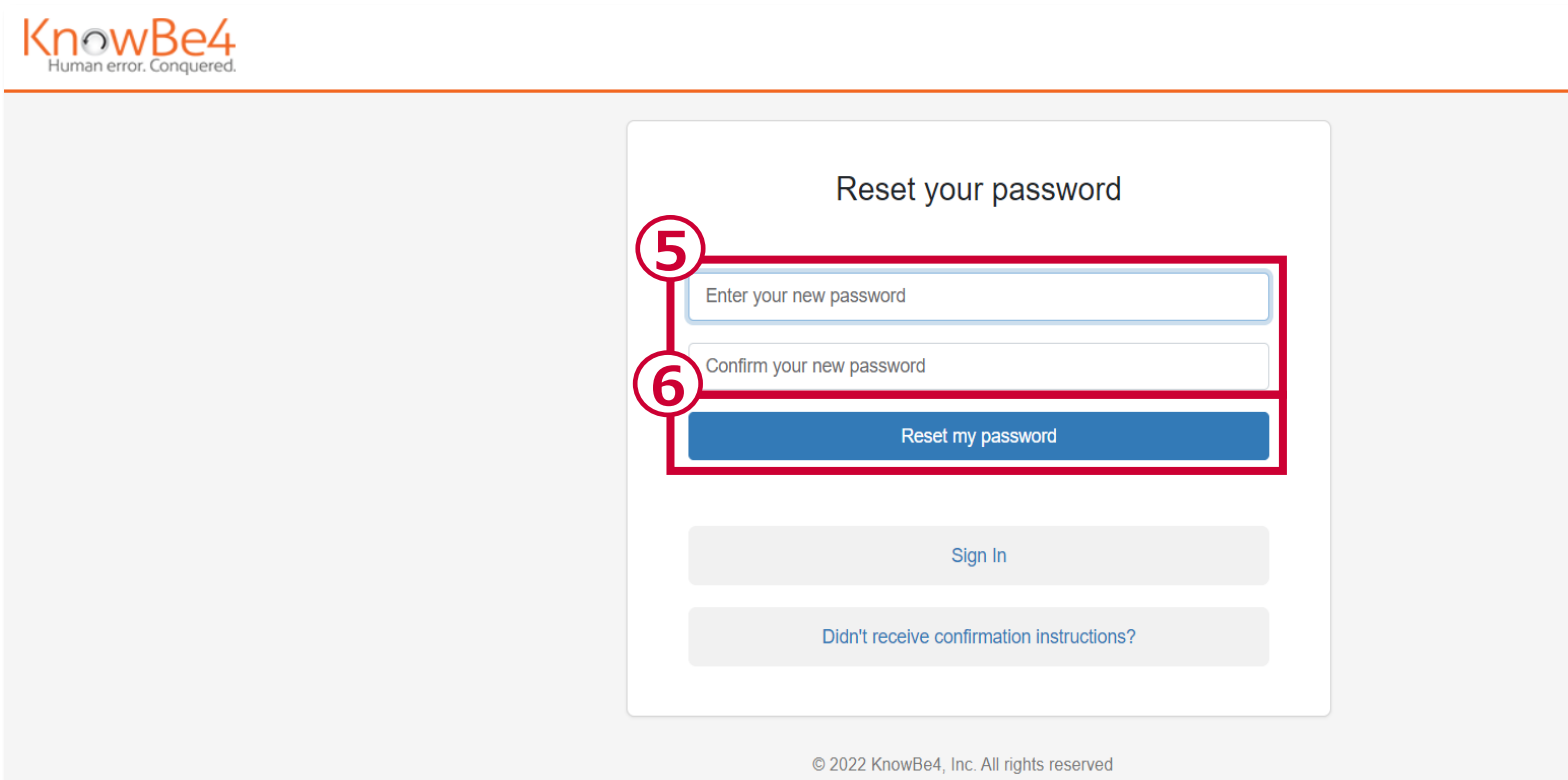 KnowBe4
Human error. Conquered.
Reset your password
⑤
Enter your new password
Confirm your new password
⑥
Reset my password
Sign In
Didn't receive confirmation instructions?
© 2022 KnowBe4, Inc. All rights reserved